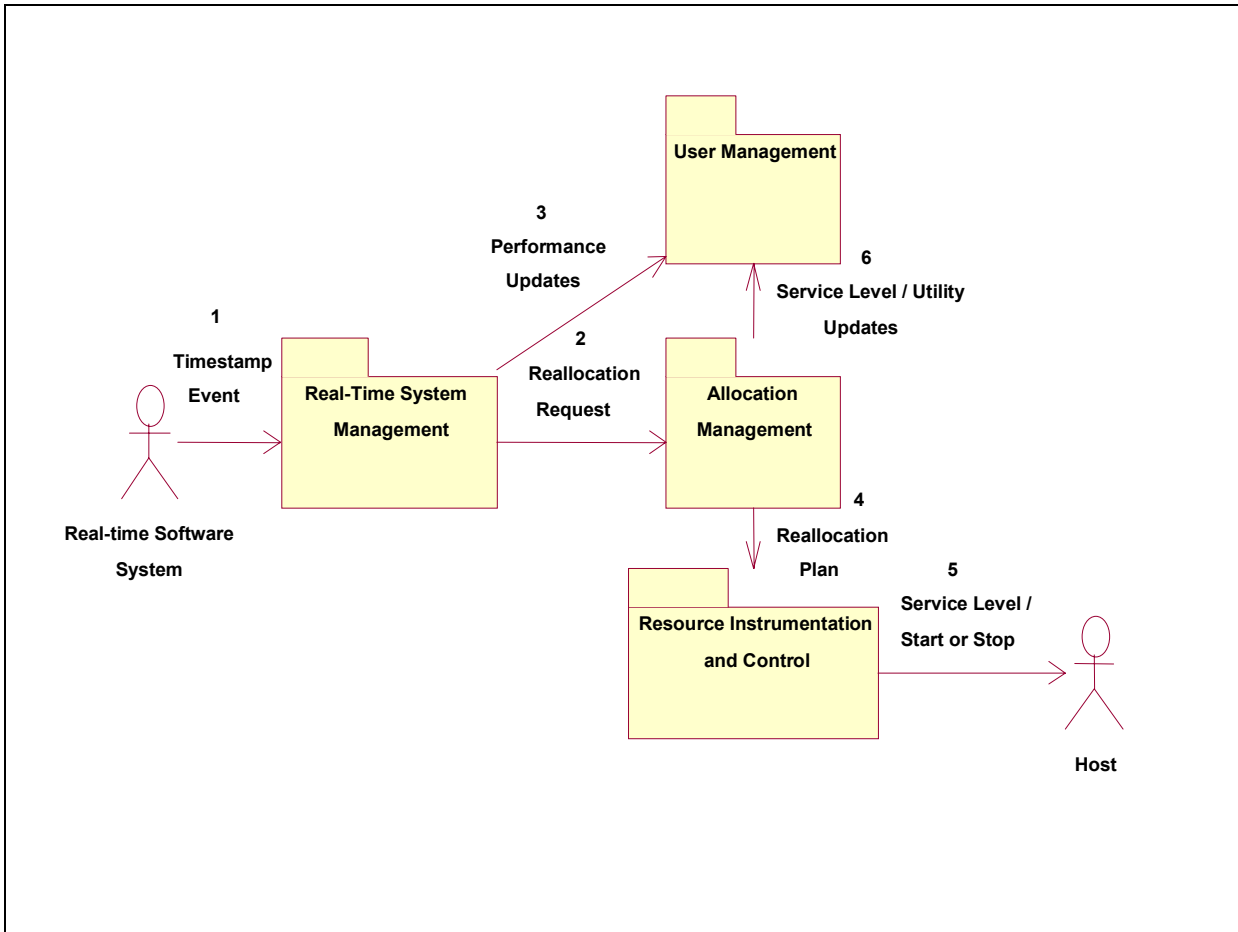 User Management
3
Performance
Updates
6
Service Level / Utility
Updates
1
Timestamp
Event
2
Reallocation
Request
Real-Time System
Management
Allocation
Management
Real-time Software
System
4
Reallocation
Plan
5
Service Level /
Start or Stop
Resource Instrumentation
and Control
Host